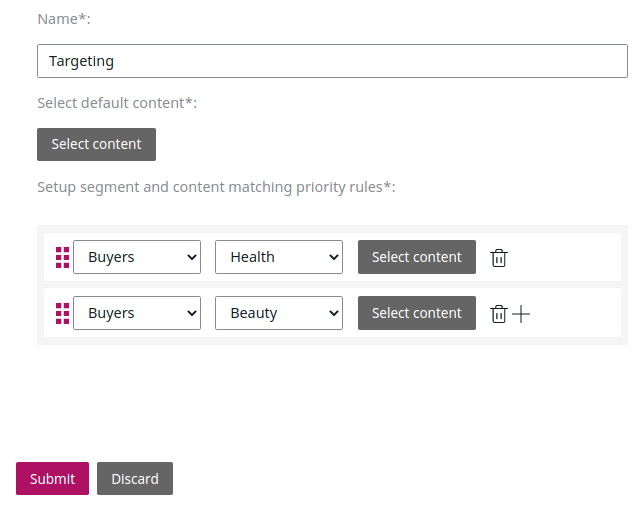 Name*:
Targeting
Select default content*:
Select content
Setup segment and content matching priority rules*:
Buyers Health Select content
Buyers Beauty Select content
Submit Discard